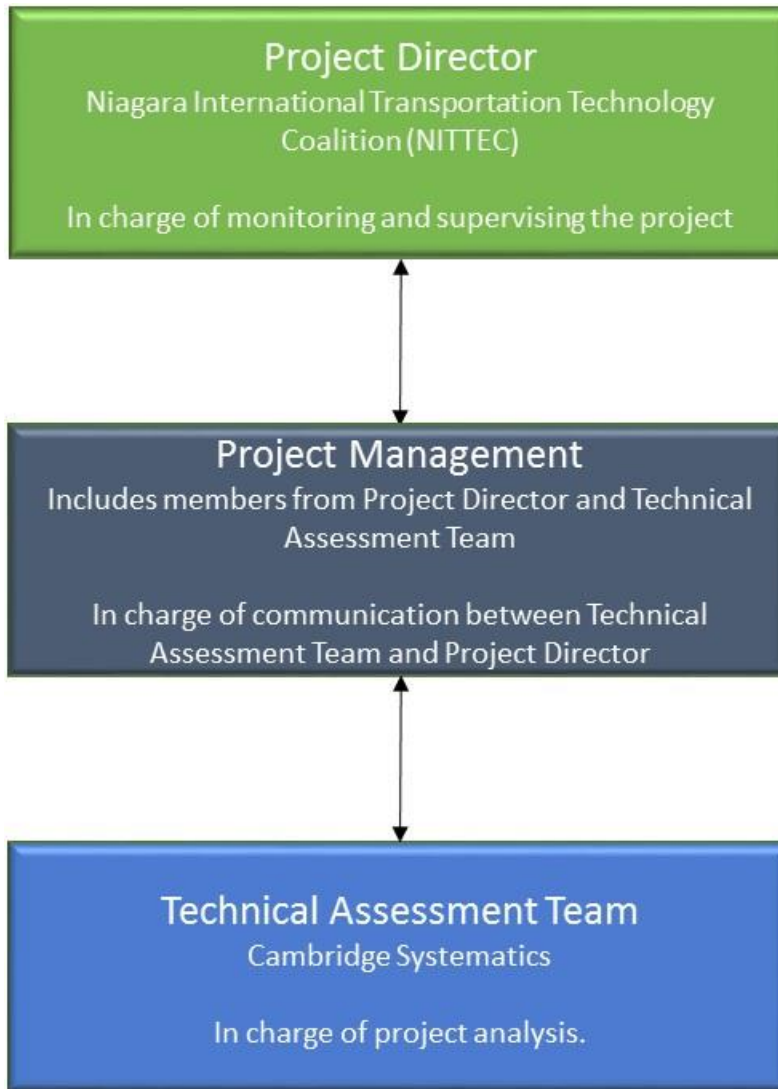 Project Director
Niagara International Transportation Technology
Coalition (NITTEC)
In charge of monitoring and supervising the project
Project Management
Includes members from Project Director and Technical
Assessment Team
In charge of communication between Technical
Assessment Team and Project Director
Technical Assessment Team
Cambridge Systematics
In charge of project analysis.